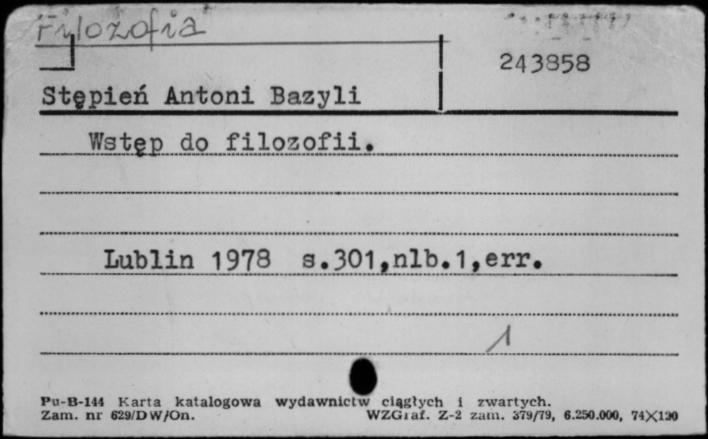 Filozofia
243858
Stępień Antoni Bazyli
Wstęp do filozofii.
Lublin 1978 s.301,nlb.1,err.
1
Pu-B-144 Karta katalogowa wydawnictw ciągłych i zwartych.
Zam. nr 629/DW/On. WZGraf. Z-2 zam. 379/79, 6.250.000, 74X120